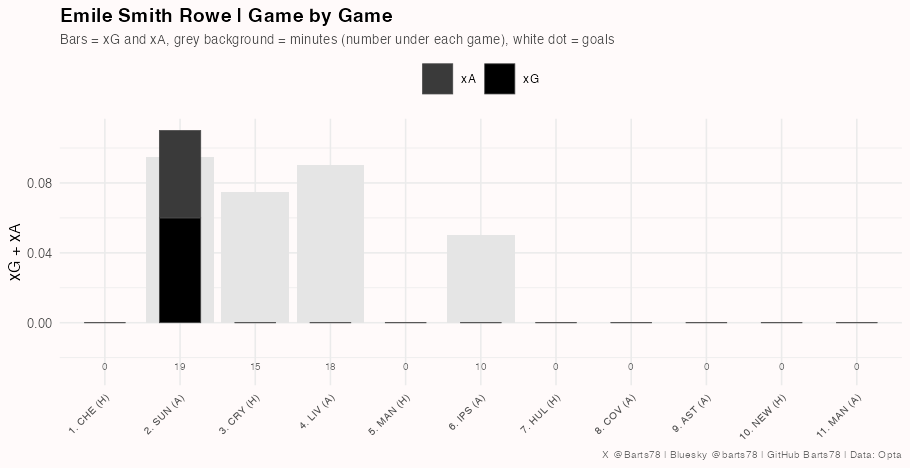 Emile Smith Rowe | Game by Game
Bars = xG and xA, grey background = minutes (number under each game), white dot = goals
xA xG
xG + xA
0.08
0.04
0.00
0 19 15 18 0 10 0 0 0 0 0
1. CHE (H) 2. SUN (A) 3. CRY (H) 4. LIV (A) 5. MAN (H) 6. IPS (A) 7. HUL (H) 8. COV (A) 9. AST (A) 10. NEW (H) 11. MAN (A)
X @Barts78 | Bluesky @barts78 | GitHub Barts78 | Data: Opta